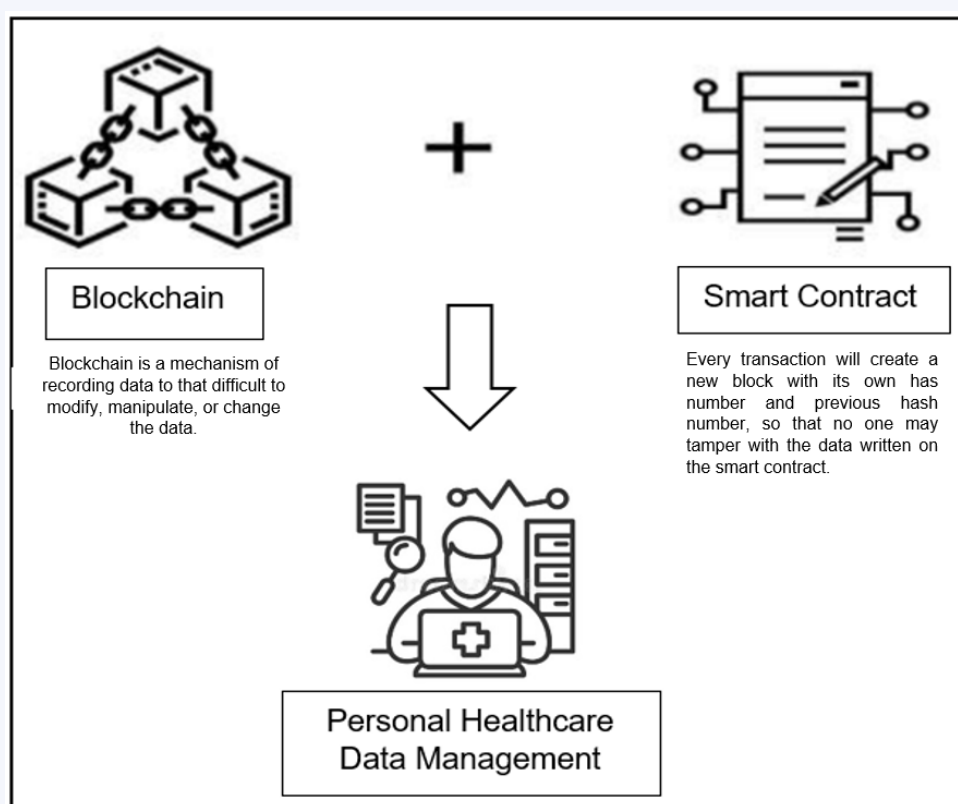 Blockchain
Blockchain is a mechanism of
recording data to that difficult to
modify, manipulate, or change
the data.
Smart Contract
Every transaction will create a
new block with its own has
number and previous hash
number, so that no one may
tamper with the data written on
the smart contract.
Personal Healthcare
Data Management